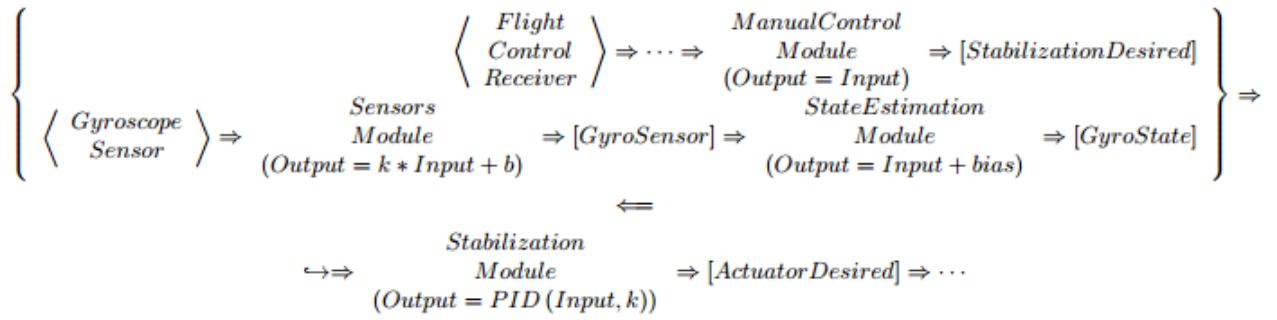 ⟨ Flight Control Receiver ⟩ ⇒ ⋯ ⇒ ManualControl Module (Output = Input) ⇒ [StabilizationDesired]
⟨ Gyroscope Sensor ⟩ ⇒ Sensors Module (Output = k ∗ Input + b) ⇒ [GyroSensor] ⇒ StateEstimation Module (Output = Input + bias) ⇒ [GyroState] ⇒
⟸
↪⇒ Stabilization Module (Output = PID (Input, k)) ⇒ [ActuatorDesired] ⇒ ⋯